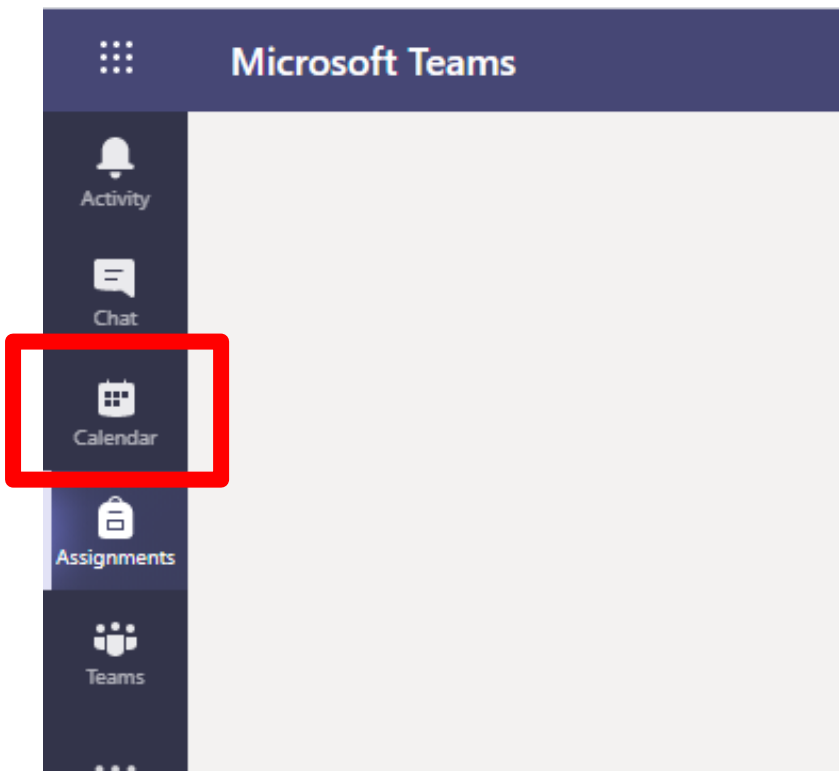 Microsoft Teams
Activity
Chat
Calendar
Assignments
Teams